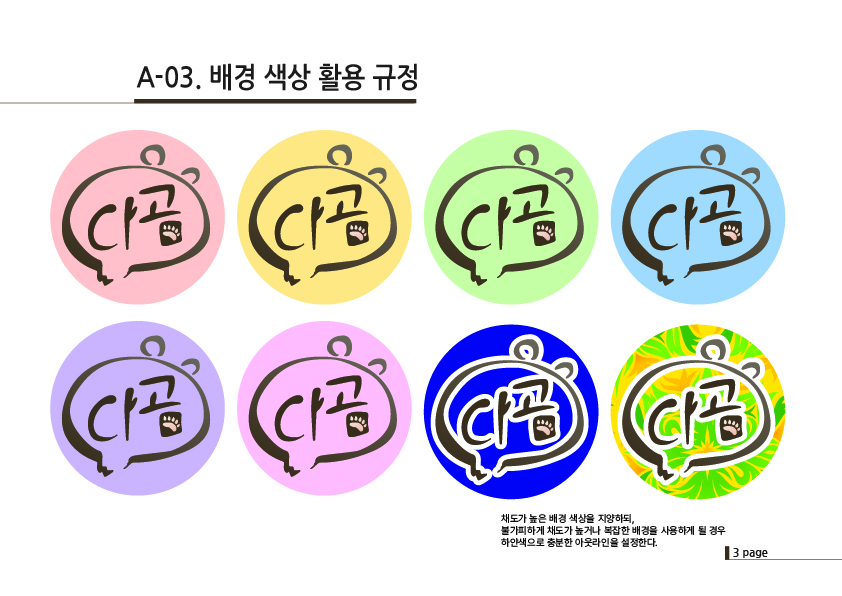 A-03. 배경 색상 활용 규정
다곰
다곰
다곰
다곰
다곰
다곰
다곰
다곰
채도가 높은 배경 색상을 지양하되,
불가피하게 채도가 높거나 복잡한 배경을 사용하게 될 경우
하얀색으로 충분한 아웃라인을 설정한다.
3 page